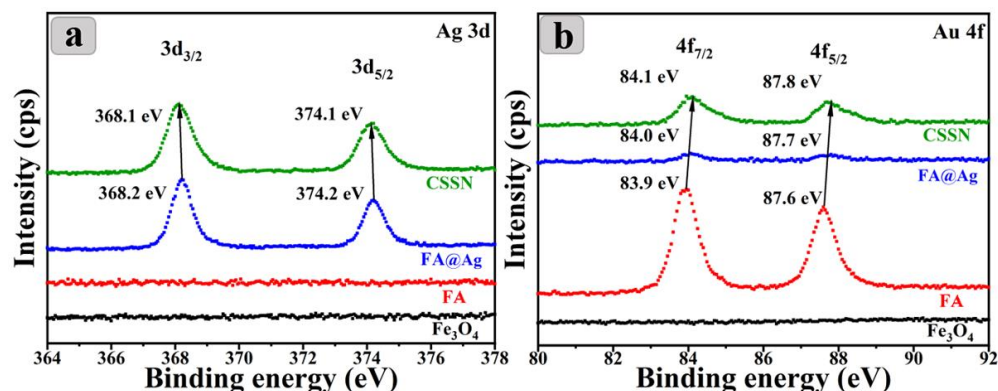 a
Ag 3d
3d3/2
3d5/2
368.1 eV
374.1 eV
CSSN
368.2 eV
374.2 eV
FA@Ag
FA
Fe3O4
Intensity (cps)
364 366 368 370 372 374 376 378
Binding energy (eV)
b
Au 4f
4f7/2
4f5/2
84.1 eV
87.8 eV
CSSN
84.0 eV
87.7 eV
FA@Ag
83.9 eV
87.6 eV
FA
Fe3O4
Intensity (cps)
80 82 84 86 88 90 92
Binding energy (eV)